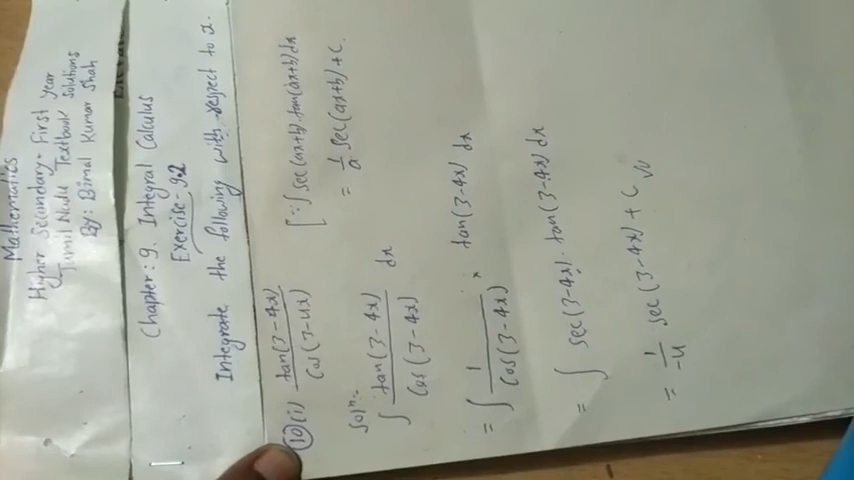 Mathematics
Higher Secondary - First Year
Tamil Nadu Textbook Solutions
By: Bimal Kumar Shah
Chapter: 9. Integral Calculus
Exercise - 9.2
Integrate the following with respect to x.
(10)(i) tan(3-4x) / cos(3-4x)
[∵ ∫ sec(ax+b).tan(ax+b)dx
= 1/a sec(ax+b) + C.
Solⁿ:-
∫ tan(3-4x) / cos(3-4x) dx
= ∫ 1 / cos(3-4x) × tan(3-4x) dx
= ∫ sec(3-4x). tan(3-4x) dx
= 1/-4 sec(3-4x) + C